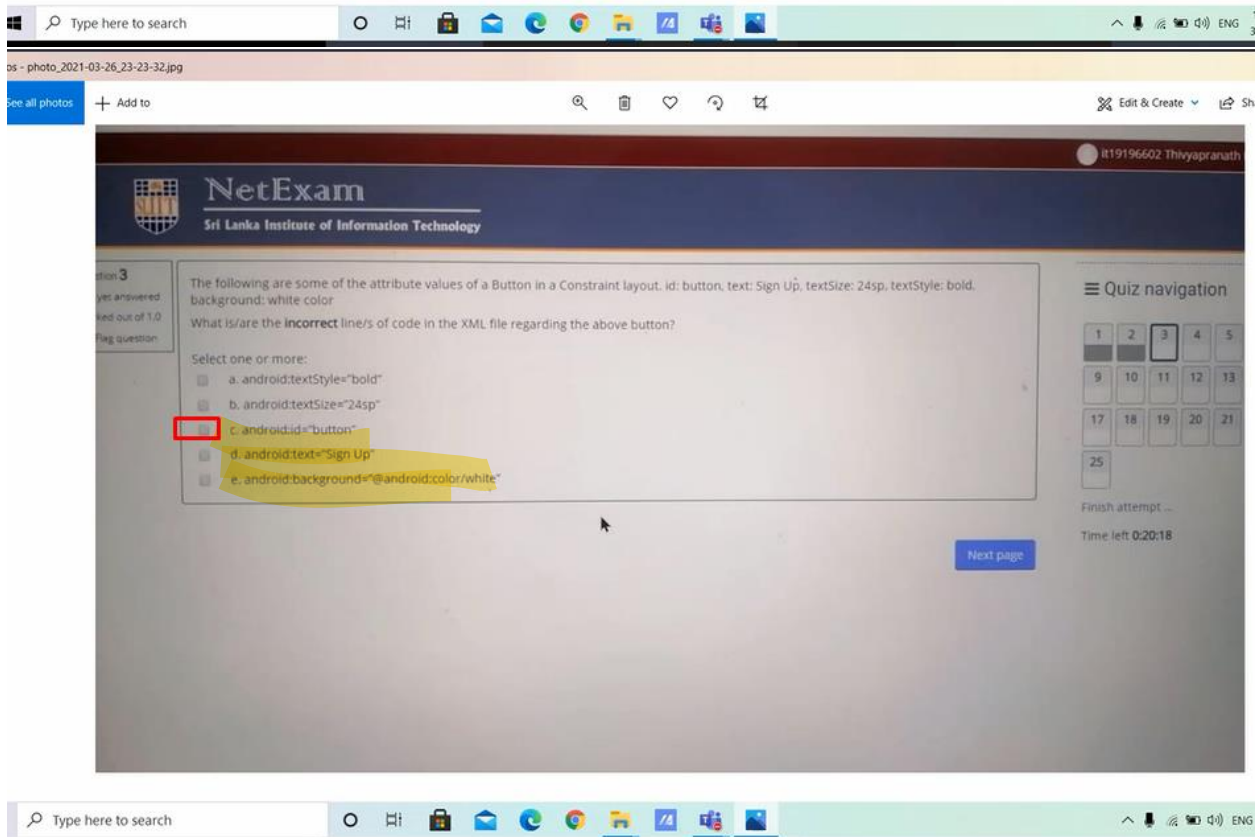 Type here to search
ENG
os - photo_2021-03-26_23-23-32.jpg
See all photos
Add to
Edit & Create
Sh
it19196602 Thivyapranath
NetExam
Sri Lanka Institute of Information Technology
stion 3
yet answered
ked out of 1.0
Flag question
The following are some of the attribute values of a Button in a Constraint layout. id: button, text: Sign Up, textSize: 24sp, textStyle: bold,
background: white color
What is/are the incorrect line/s of code in the XML file regarding the above button?
Select one or more:
a. android:textStyle="bold"
b. android:textSize="24sp"
c. android:id="button"
d. android:text="Sign Up"
e. android:background="@android:color/white"
Next page
Quiz navigation
1 2 3 4 5
9 10 11 12 13
17 18 19 20 21
25
Finish attempt ...
Time left 0:20:18
Type here to search
ENG